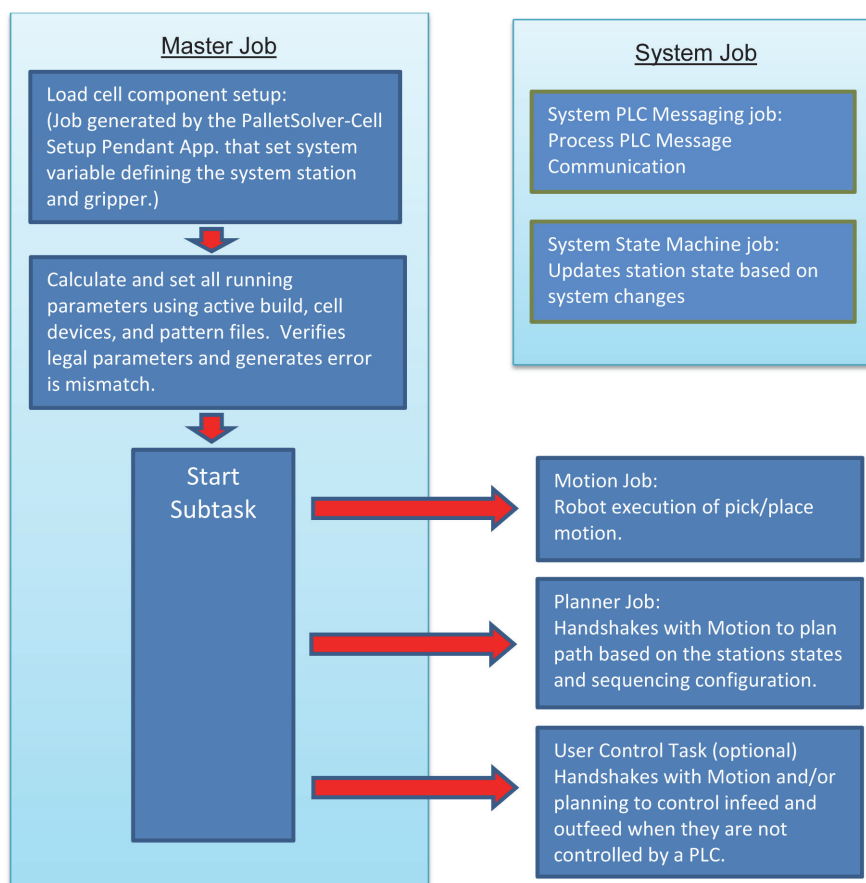 Master Job
Load cell component setup:
(Job generated by the PalletSolver-Cell
Setup Pendant App. that set system
variable defining the system station
and gripper.)
Calculate and set all running
parameters using active build, cell
devices, and pattern files.  Verifies
legal parameters and generates error
is mismatch.
Start
Subtask
System Job
System PLC Messaging job:
Process PLC Message
Communication
System State Machine job:
Updates station state based on
system changes
Motion Job:
Robot execution of pick/place
motion.
Planner Job:
Handshakes with Motion to plan
path based on the stations states
and sequencing configuration.
User Control Task (optional)
Handshakes with Motion and/or
planning to control infeed and
outfeed when they are not
controlled by a PLC.